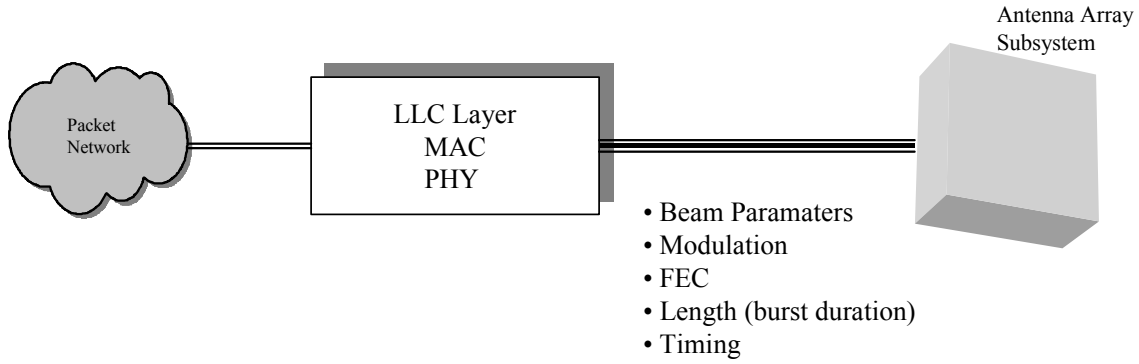 Antenna Array
Subsystem
Packet
Network
LLC Layer
MAC
PHY
• Beam Paramaters
• Modulation
• FEC
• Length (burst duration)
• Timing